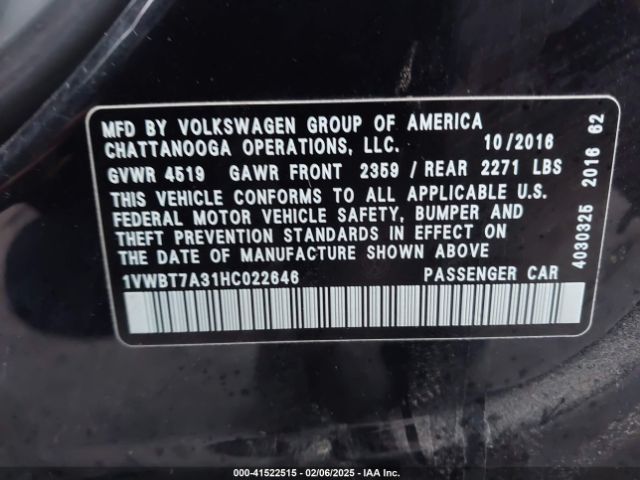 MFD BY VOLKSWAGEN GROUP OF AMERICA
CHATTANOOGA OPERATIONS, LLC. 10/2016
GVWR 4519 GAWR FRONT 2359 / REAR 2271 LBS
THIS VEHICLE CONFORMS TO ALL APPLICABLE U.S.
FEDERAL MOTOR VEHICLE SAFETY, BUMPER AND
THEFT PREVENTION STANDARDS IN EFFECT ON
THE DATE OF MANUFACTURE SHOWN ABOVE
1VWBT7A31HC022646 PASSENGER CAR
4030325 2016 62
000-41522515 - 02/06/2025 - IAA Inc.